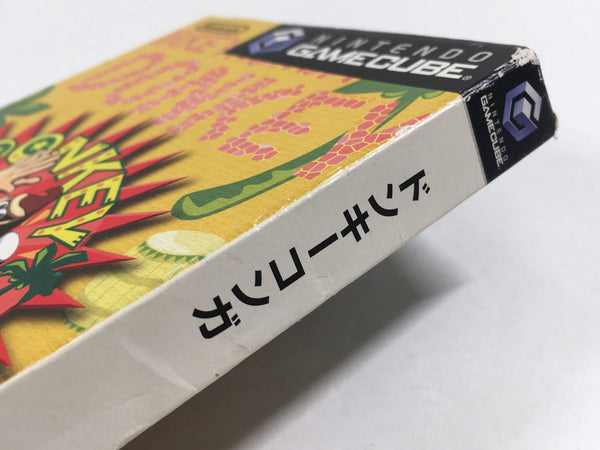 NINTENDO
GAMECUBE
NINTENDO
GAMECUBE
ドンキーコンガ
DONKEY